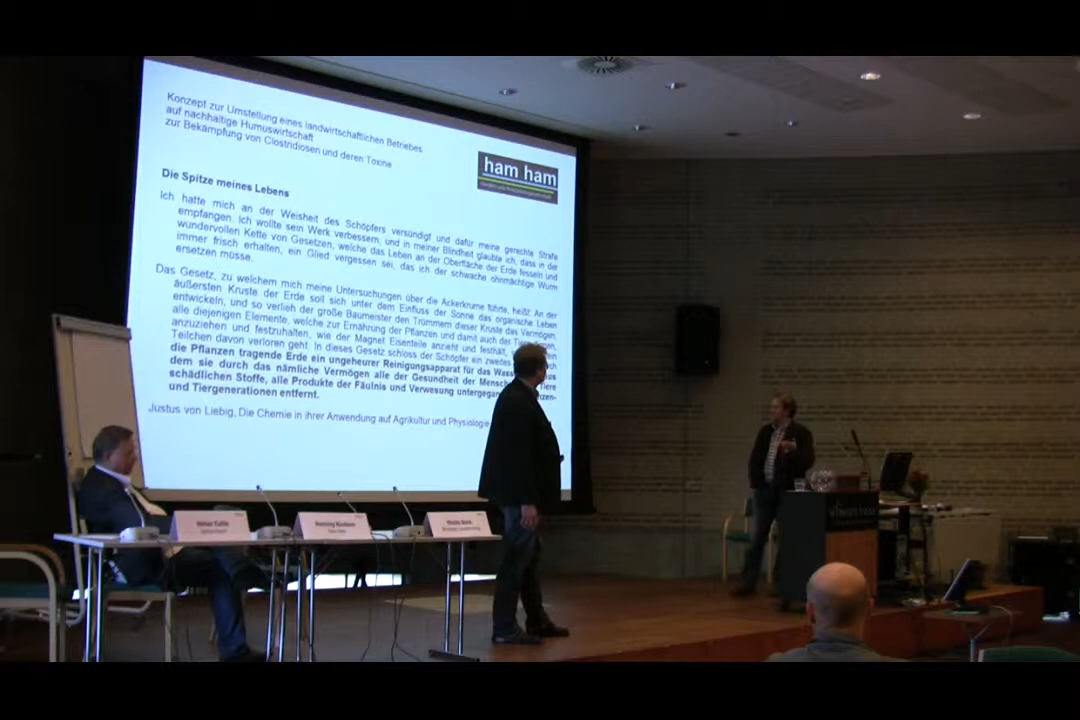 Konzept zur Umstellung eines landwirtschaftlichen Betriebes
auf nachhaltige Humuswirtschaft
zur Bekämpfung von Clostridiosen und deren Toxine
ham ham
Die Spitze meines Lebens
Ich hatte mich an der Weisheit des Schöpfers versündigt und dafür meine gerechte Strafe
empfangen. Ich wollte sein Werk verbessern, und in meiner Blindheit glaubte ich, dass in der
wundervollen Kette von Gesetzen, welche das Leben an der Oberfläche der Erde fesseln und
immer frisch erhalten, ein Glied vergessen sei, das ich der schwache ohnmächtige Wurm
ersetzen müsse.
Das Gesetz, zu welchem mich meine Untersuchungen über die Ackerkrume führte, heißt: An der
äußersten Kruste der Erde soll sich unter dem Einfluss der Sonne das organische Leben
entwickeln, und so verlieh der große Baumeister den Trümmern dieser Kruste das Vermögen,
alle diejenigen Elemente, welche zur Ernährung der Pflanzen und damit auch der
anzuziehen und festzuhalten, wie der Magnet Eisenteile anzieht und festhält,
Teilchen davon verloren geht. In dieses Gesetz schloss der Schöpfer ein zweites
die Pflanzen tragende Erde ein ungeheurer Reinigungsapparat für das
dem sie durch das nämliche Vermögen alle der Gesundheit der Tiere
schädlichen Stoffe, alle Produkte der Fäulnis und Verwesung
und Tiergenerationen entfernt.
Justus von Liebig, Die Chemie in ihrer Anwendung auf Agrikultur und Physiologie